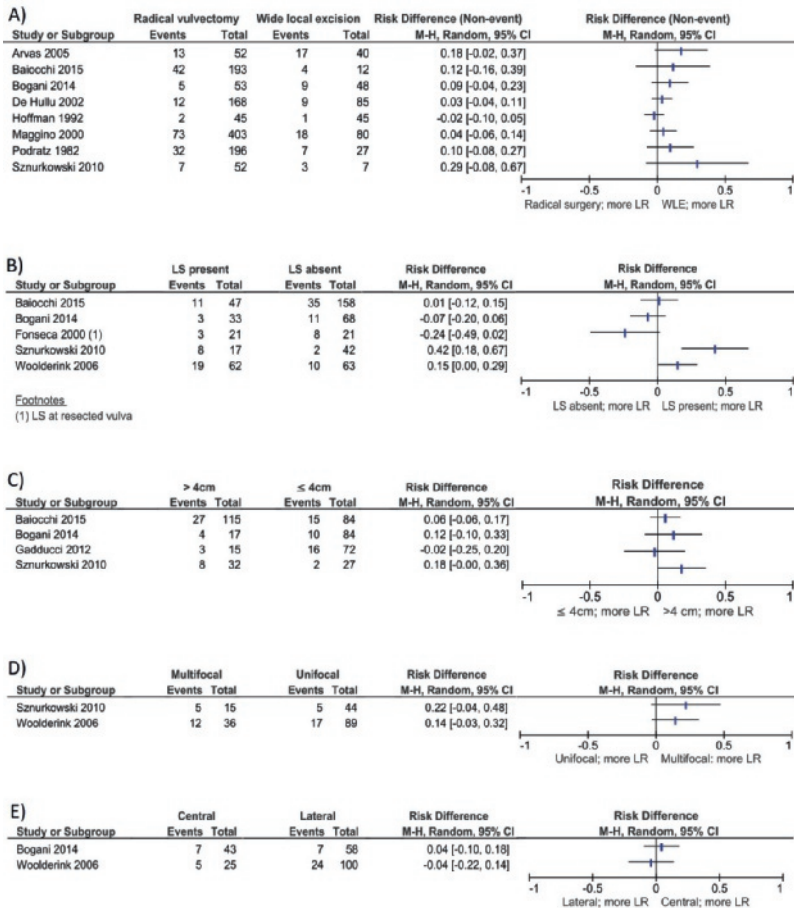 A)
Radical vulvectomy Wide local excision Risk Difference (Non-event) Risk Difference (Non-event)
Study or Subgroup Events Total Events Total M-H, Random, 95% CI M-H, Random, 95% CI
Arvas 2005 13 52 17 40 0.18 [-0.02, 0.37]
Baiocchi 2015 42 193 4 12 0.12 [-0.16, 0.39]
Bogani 2014 5 53 9 48 0.09 [-0.04, 0.23]
De Hullu 2002 12 168 9 85 0.03 [-0.04, 0.11]
Hoffman 1992 2 45 1 45 -0.02 [-0.10, 0.05]
Maggino 2000 73 403 18 80 0.04 [-0.06, 0.14]
Podratz 1982 32 196 7 27 0.10 [-0.08, 0.27]
Sznurkowski 2010 7 52 3 7 0.29 [-0.08, 0.67]
-1 -0.5 0 0.5 1
Radical surgery; more LR WLE; more LR
B)
LS present LS absent Risk Difference Risk Difference
Study or Subgroup Events Total Events Total M-H, Random, 95% CI M-H, Random, 95% CI
Baiocchi 2015 11 47 35 158 0.01 [-0.12, 0.15]
Bogani 2014 3 33 11 68 -0.07 [-0.20, 0.06]
Fonseca 2000 (1) 3 21 8 21 -0.24 [-0.49, 0.02]
Sznurkowski 2010 8 17 2 42 0.42 [0.18, 0.67]
Woolderink 2006 19 62 10 63 0.15 [0.00, 0.29]
-1 -0.5 0 0.5 1
LS absent; more LR LS present; more LR
Footnotes
(1) LS at resected vulva
C)
> 4cm ≤ 4cm Risk Difference Risk Difference
Study or Subgroup Events Total Events Total M-H, Random, 95% CI M-H, Random, 95% CI
Baiocchi 2015 27 115 15 84 0.06 [-0.06, 0.17]
Bogani 2014 4 17 10 84 0.12 [-0.10, 0.33]
Gadducci 2012 3 15 16 72 -0.02 [-0.25, 0.20]
Sznurkowski 2010 8 32 2 27 0.18 [-0.00, 0.36]
-1 -0.5 0 0.5 1
≤ 4cm; more LR >4 cm; more LR
D)
Multifocal Unifocal Risk Difference Risk Difference
Study or Subgroup Events Total Events Total M-H, Random, 95% CI M-H, Random, 95% CI
Sznurkowski 2010 5 15 5 44 0.22 [-0.04, 0.48]
Woolderink 2006 12 36 17 89 0.14 [-0.03, 0.32]
-1 -0.5 0 0.5 1
Unifocal; more LR Multifocal: more LR
E)
Central Lateral Risk Difference Risk Difference
Study or Subgroup Events Total Events Total M-H, Random, 95% CI M-H, Random, 95% CI
Bogani 2014 7 43 7 58 0.04 [-0.10, 0.18]
Woolderink 2006 5 25 24 100 -0.04 [-0.22, 0.14]
-1 -0.5 0 0.5 1
Lateral; more LR Central; more LR